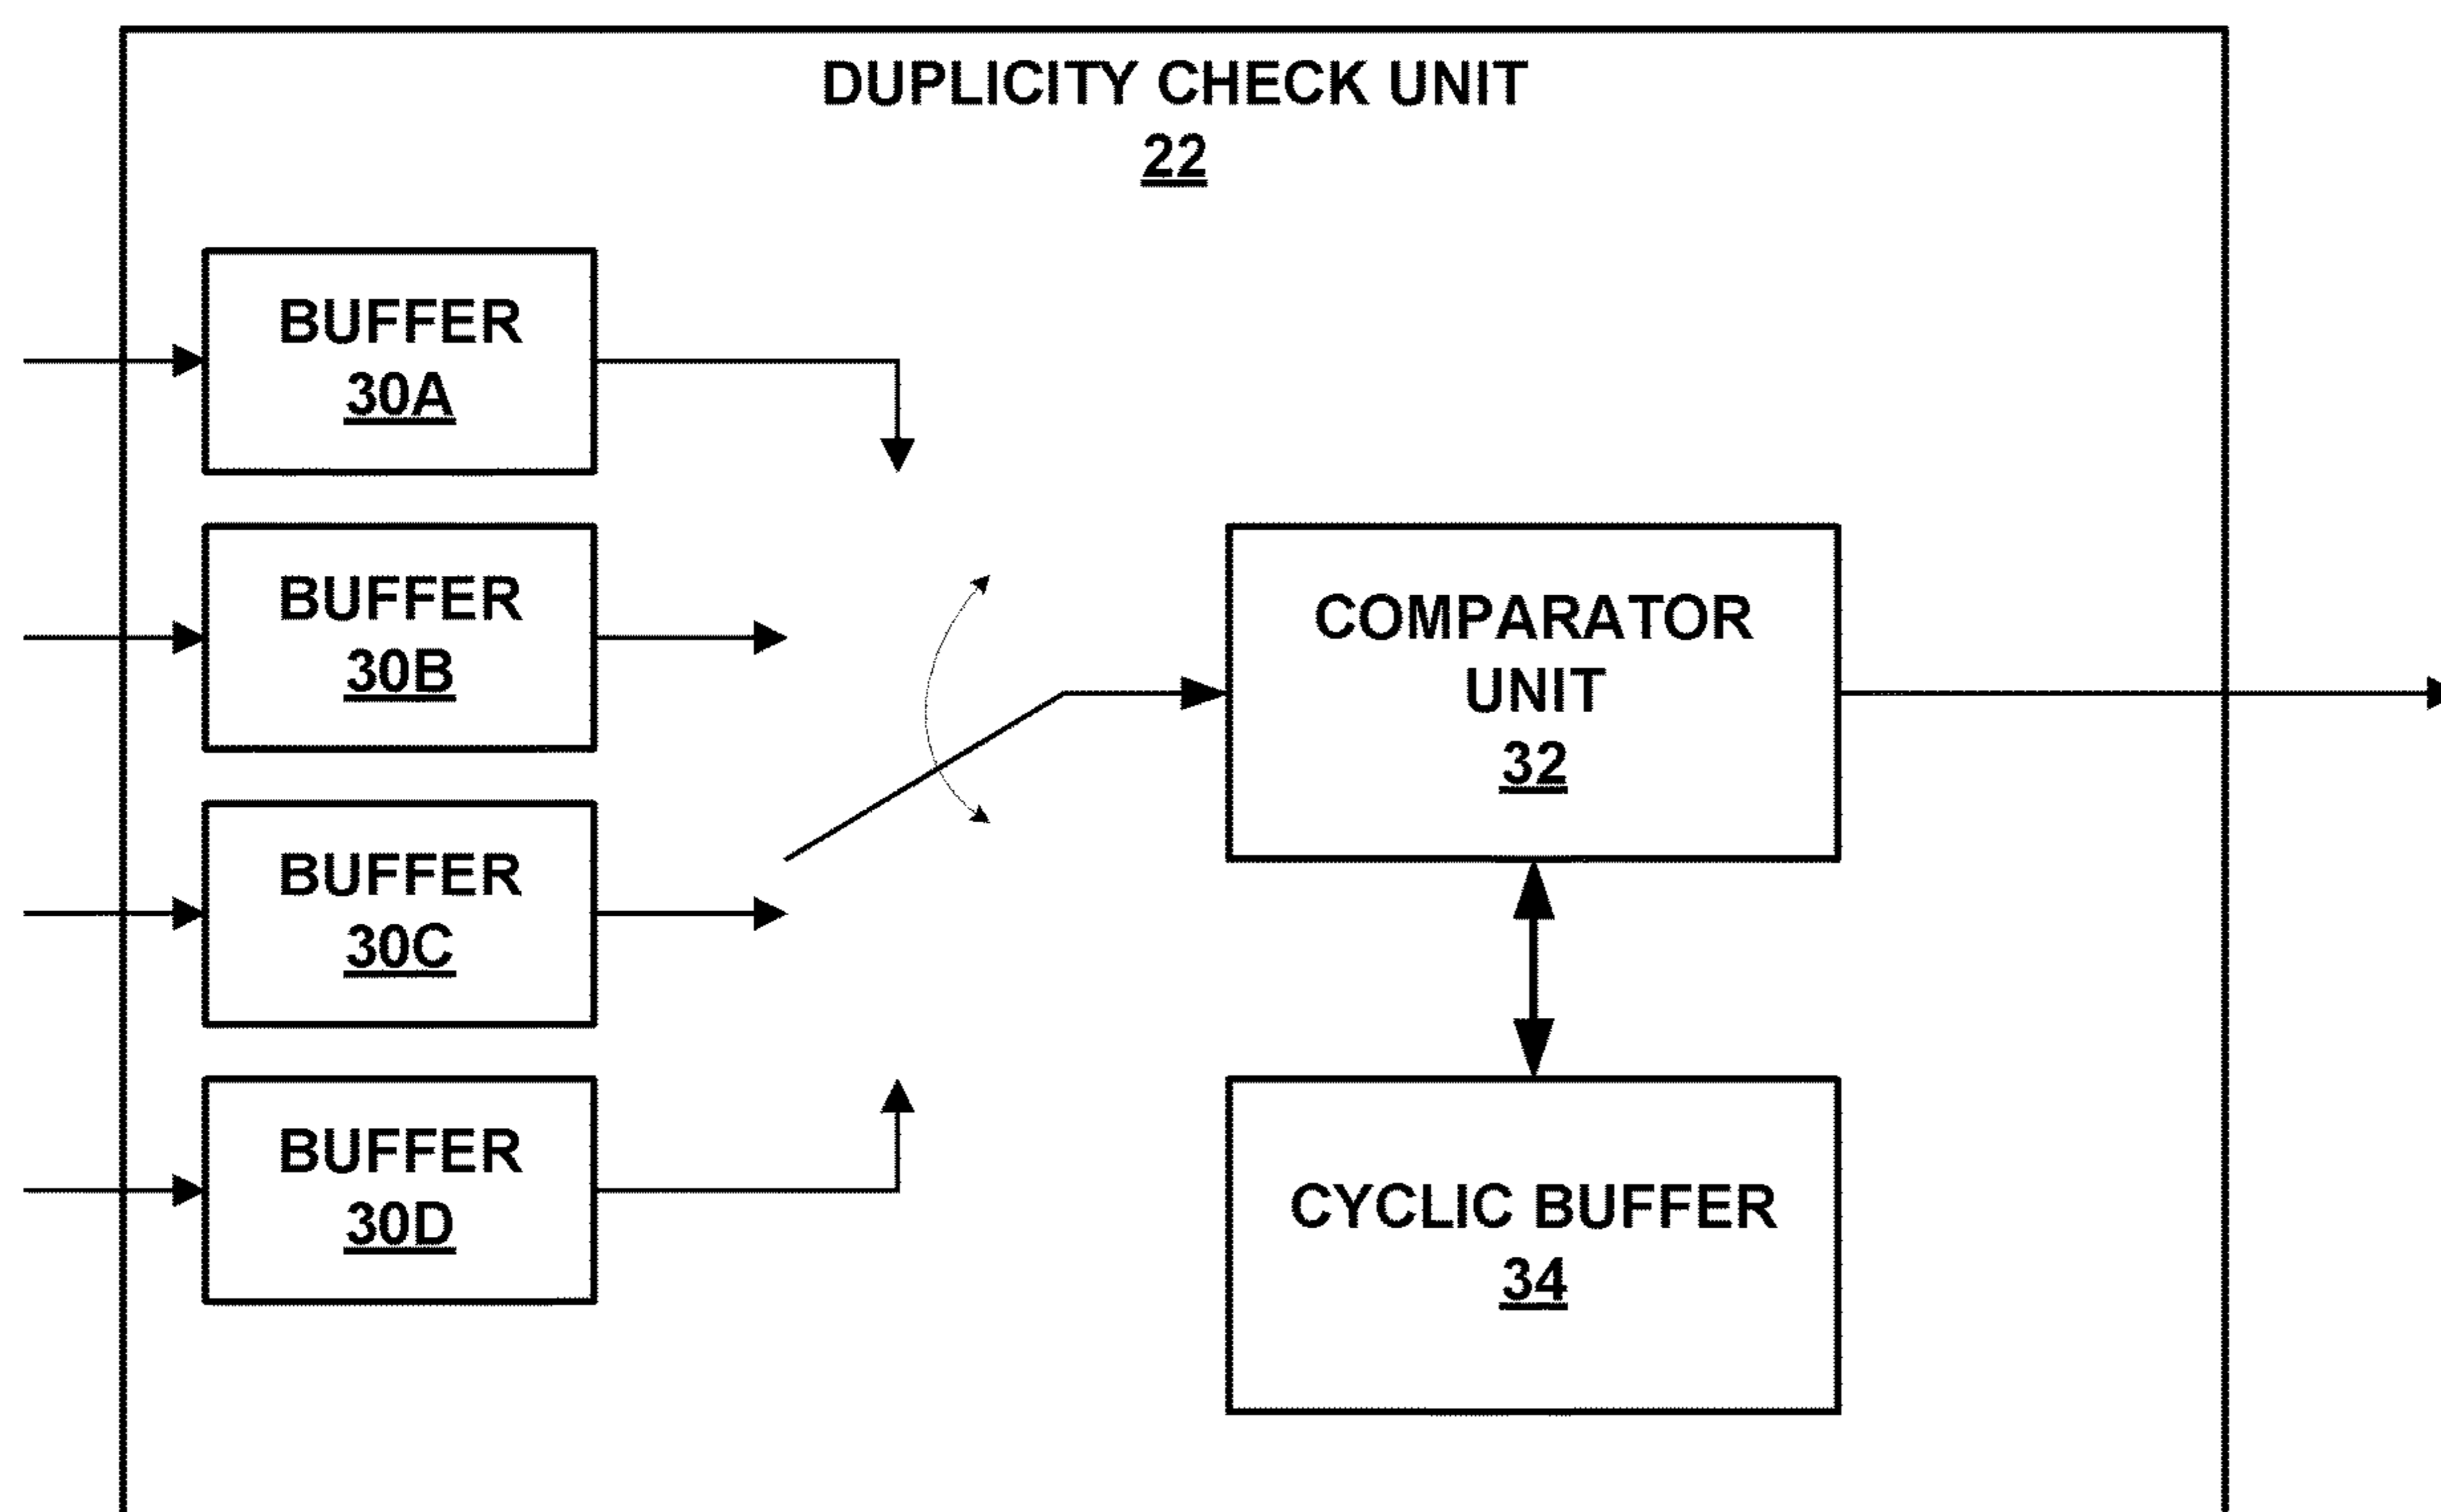 DUPLICITY CHECK UNIT
22
BUFFER
30A
BUFFER
30B
COMPARATOR
UNIT
32
BUFFER
30C
BUFFER
30D
CYCLIC BUFFER
34